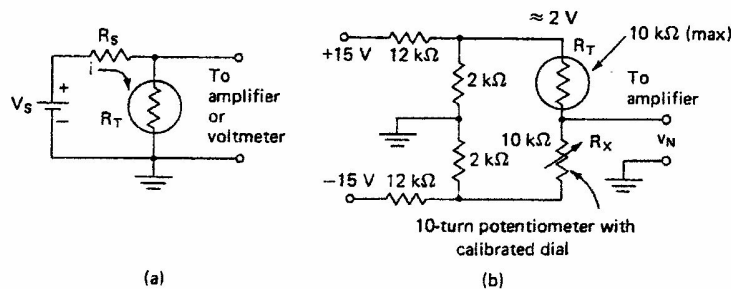 R_S
i
V_S
+
−
R_T
To
amplifier
or
voltmeter
(a)
≈ 2 V
+15 V
12 kΩ
R_T
10 kΩ (max)
2 kΩ
To
amplifier
10 kΩ
R_X
v_N
2 kΩ
−15 V
12 kΩ
10-turn potentiometer with
calibrated dial
(b)